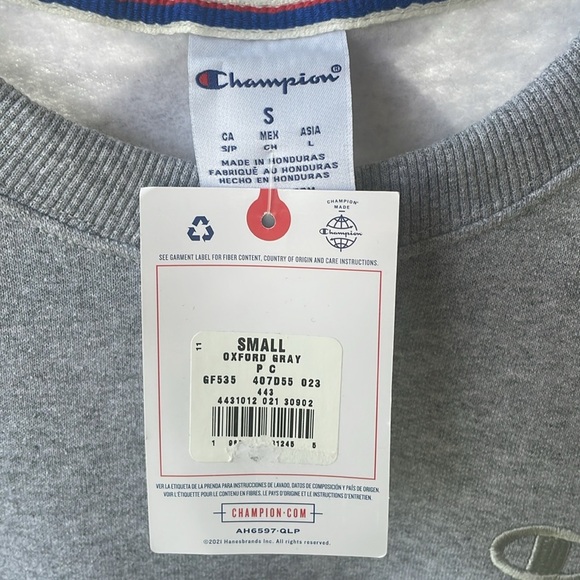 Champion
S
CA MEX ASIA
S/P CH L
MADE IN HONDURAS
FABRIQUÉ AU HONDURAS
HECHO EN HONDURAS
CHAMPION
MADE
Champion
SEE GARMENT LABEL FOR FIBER CONTENT, COUNTRY OF ORIGIN AND CARE INSTRUCTIONS.
11
SMALL
OXFORD GRAY
P C
GF535 407D55 023
443
4431012 021 30902
1 5
VER LA ETIQUETA DE LA PRENDA PARA INSTRUCCIONES DE LAVADO, DATOS DE COMPOSICIÓN Y PAÍS DE ORIGEN.
VOIR L'ÉTIQUETTE POUR LE CONTENU EN FIBRES, LE PAYS D'ORIGINE ET LE INSTRUCTIONS D'ENTRETIEN.
CHAMPION.COM
AH6597-QLP
©2021 Hanesbrands Inc. All rights reserved.